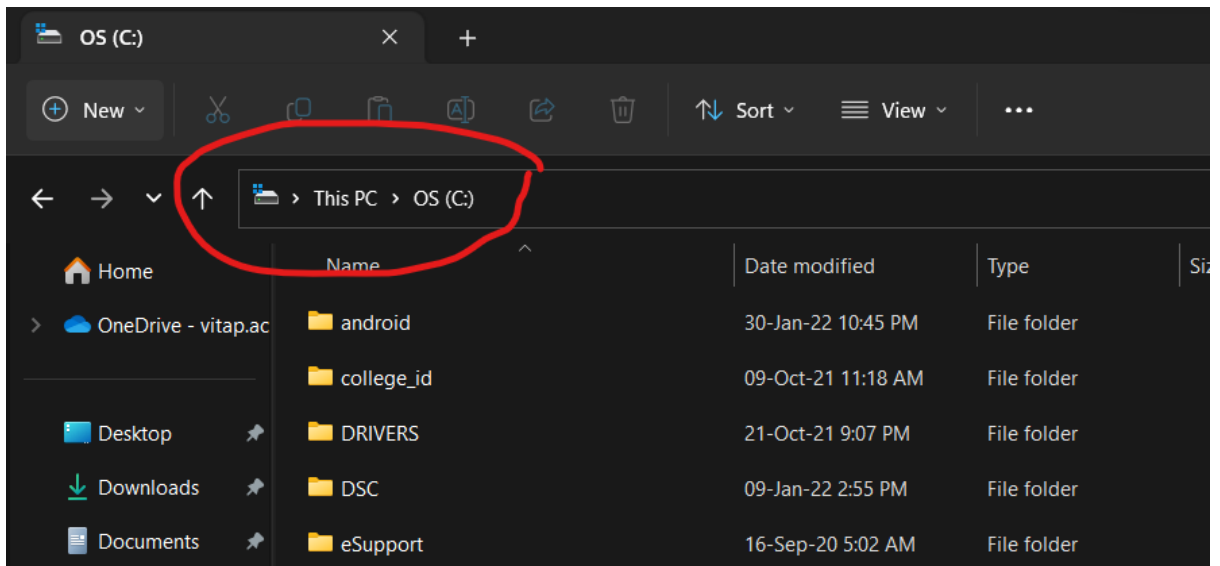 OS (C:)
New Sort View
This PC > OS (C:)
Home
OneDrive - vitap.ac
Desktop
Downloads
Documents
Name Date modified Type Siz
android 30-Jan-22 10:45 PM File folder
college_id 09-Oct-21 11:18 AM File folder
DRIVERS 21-Oct-21 9:07 PM File folder
DSC 09-Jan-22 2:55 PM File folder
eSupport 16-Sep-20 5:02 AM File folder